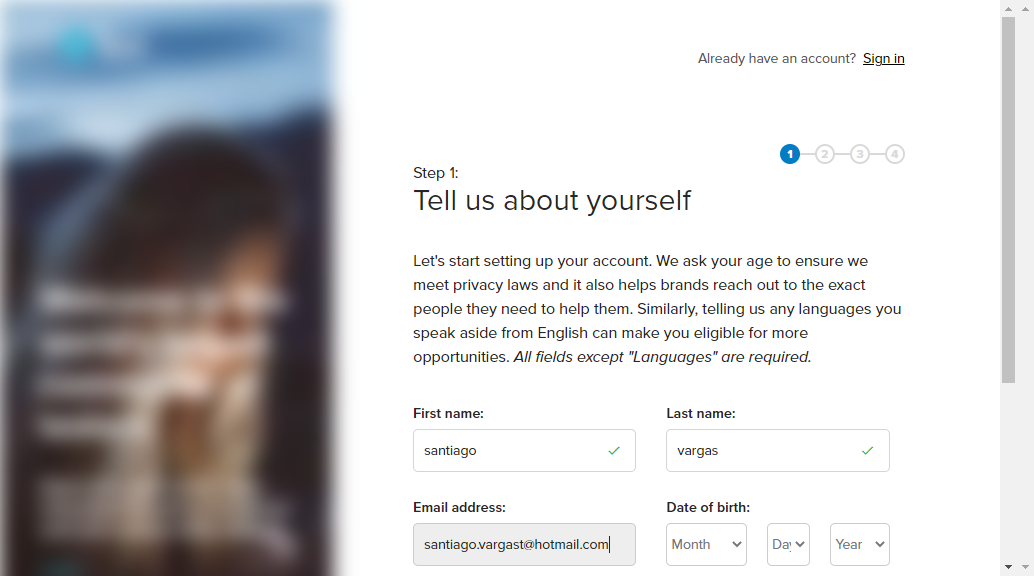 Already have an account? Sign in
1 2 3 4
Step 1:
Tell us about yourself
Let's start setting up your account. We ask your age to ensure we
meet privacy laws and it also helps brands reach out to the exact
people they need to help them. Similarly, telling us any languages you
speak aside from English can make you eligible for more
opportunities. All fields except "Languages" are required.
First name: Last name:
santiago vargas
Email address: Date of birth:
santiago.vargast@hotmail.com Month Day Year